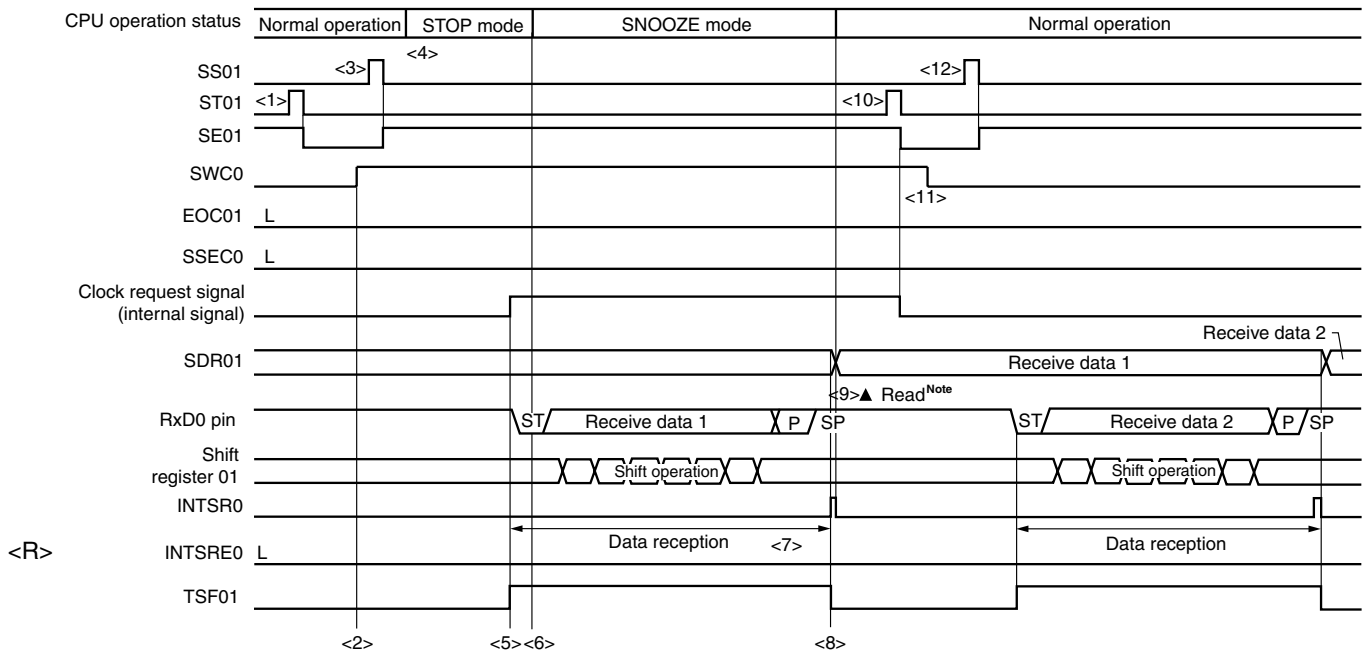 CPU operation status Normal operation STOP mode SNOOZE mode Normal operation
<4>
SS01 <3> <12>
ST01 <1> <10>
SE01
SWC0
<11>
EOC01 L
SSEC0 L
Clock request signal
(internal signal)
Receive data 2
SDR01 Receive data 1
<9>▲ Read Note
RxD0 pin ST Receive data 1 P SP ST Receive data 2 P SP
Shift
register 01 Shift operation Shift operation
INTSR0
Data reception <7> Data reception
<R> INTSRE0 L
TSF01
<2> <5> <6> <8>